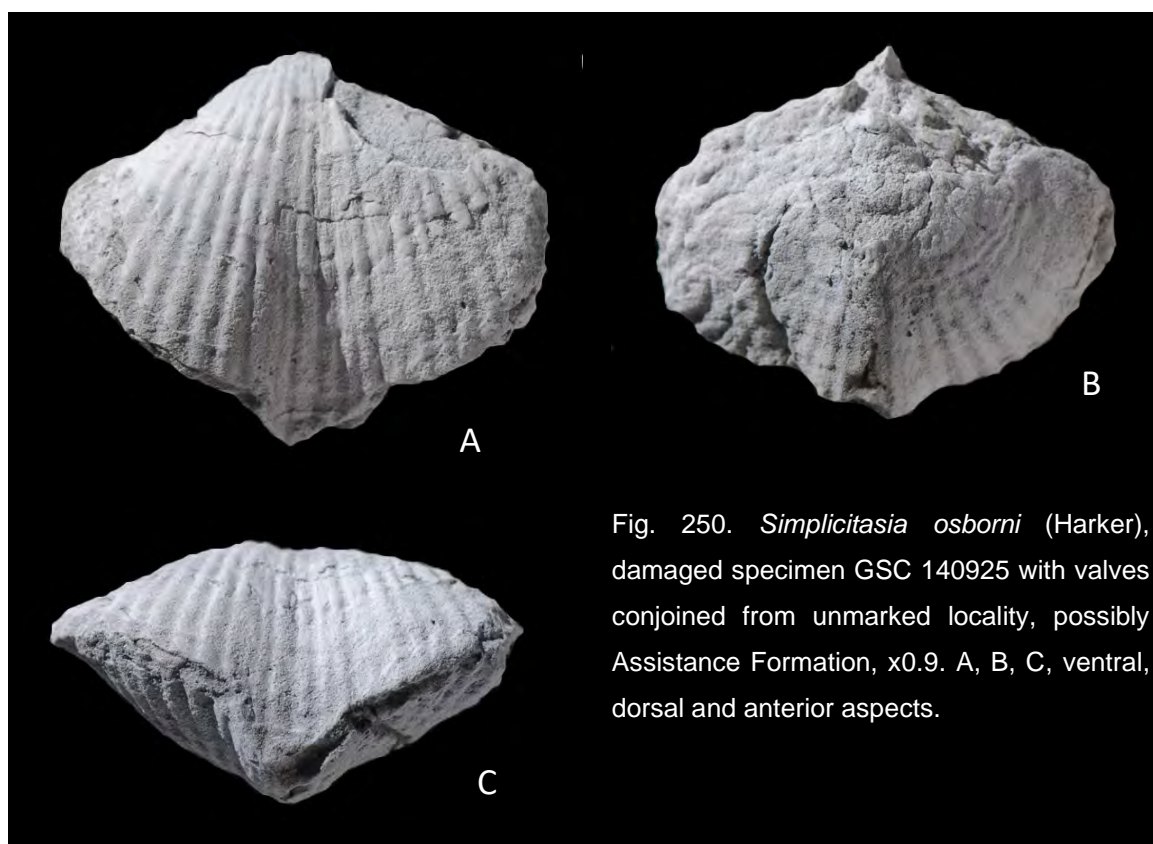 A
B
Fig. 250. Simplicitasia osborni (Harker),
damaged specimen GSC 140925 with valves
conjoined from unmarked locality, possibly
Assistance Formation, x0.9. A, B, C, ventral,
dorsal and anterior aspects.
C